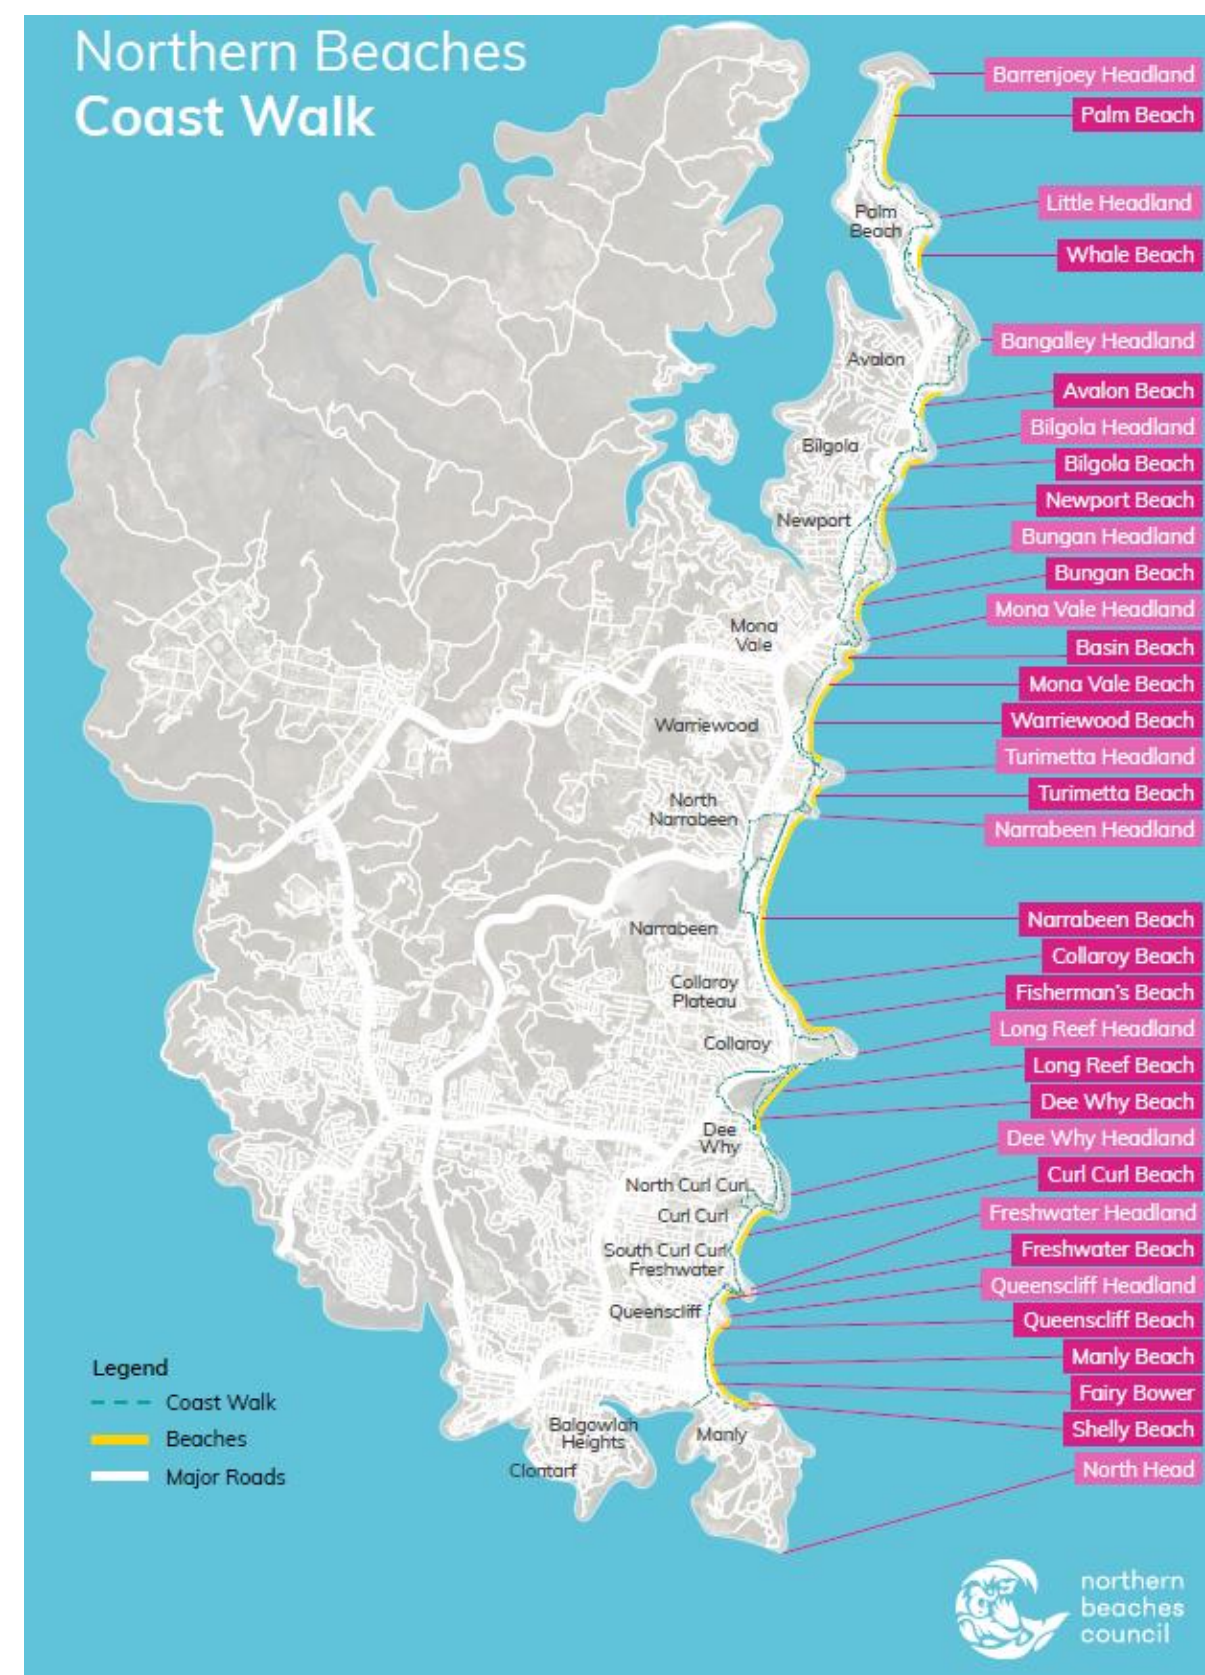 Northern Beaches
Coast Walk
Barrenjoey Headland
Palm Beach
Little Headland
Palm
Beach
Whale Beach
Bangalley Headland
Avalon
Avalon Beach
Bilgola Headland
Bilgola
Bilgola Beach
Newport Beach
Newport
Bungan Headland
Bungan Beach
Mona Vale Headland
Mona
Vale
Basin Beach
Mona Vale Beach
Warriewood Beach
Warriewood
Turimetta Headland
Turimetta Beach
North
Narrabeen
Narrabeen Headland
Narrabeen Beach
Narrabeen
Collaroy Beach
Collaroy
Plateau
Fisherman's Beach
Long Reef Headland
Collaroy
Long Reef Beach
Dee Why Beach
Dee
Why
Dee Why Headland
Curl Curl Beach
North Curl Curl
Freshwater Headland
Curl Curl
Freshwater Beach
South Curl Curl
Freshwater
Queenscliff Headland
Queenscliff
Queenscliff Beach
Manly Beach
Fairy Bower
Shelly Beach
Balgowlah
Heights
Manly
Clontarf
North Head
Legend
Coast Walk
Beaches
Major Roads
northern
beaches
council